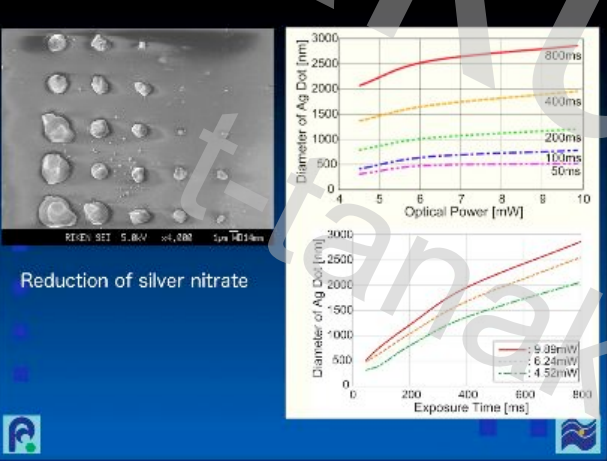 RIKEN SEI 5.0kV x4,000 1μm WD14mm
Reduction of silver nitrate
Diameter of Ag Dot [nm]
3000
2500
2000
1500
1000
500
0
800ms
400ms
200ms
100ms
50ms
4 5 6 7 8 9 10
Optical Power [mW]
Diameter of Ag Dot [nm]
3000
2500
2000
1500
1000
500
0
: 9.89mW
: 6.24mW
: 4.52mW
0 200 400 600 800
Exposure Time [ms]
t-tanak